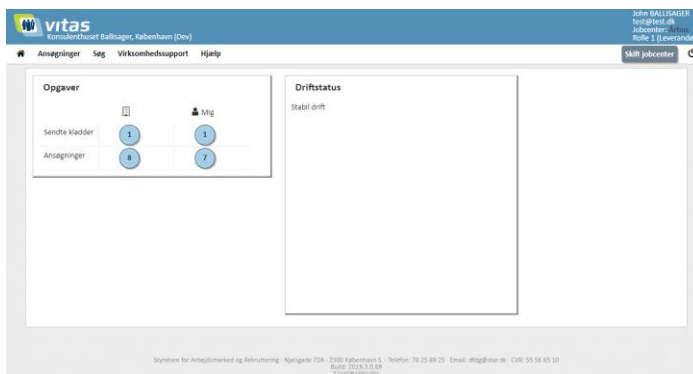 vitas
Konsulenthuset Ballisager, København (Dev)
John BALLISAGER
test@test.dk
Jobcenter: Århus
Rolle 1 (Leverandø
Ansøgninger Søg Virksomhedssupport Hjælp
Skift jobcenter
Opgaver
Mig
Sendte kladder 1 1
Ansøgninger 8 7
Driftstatus
Stabil drift
Styrelsen for Arbejdsmarked og Rekruttering · Njalsgade 72A · 2300 København S. · Telefon: 70 25 89 25 · Email: dfdg@star.dk · CVR: 55 56 85 10
Build: 2019.3.0.69